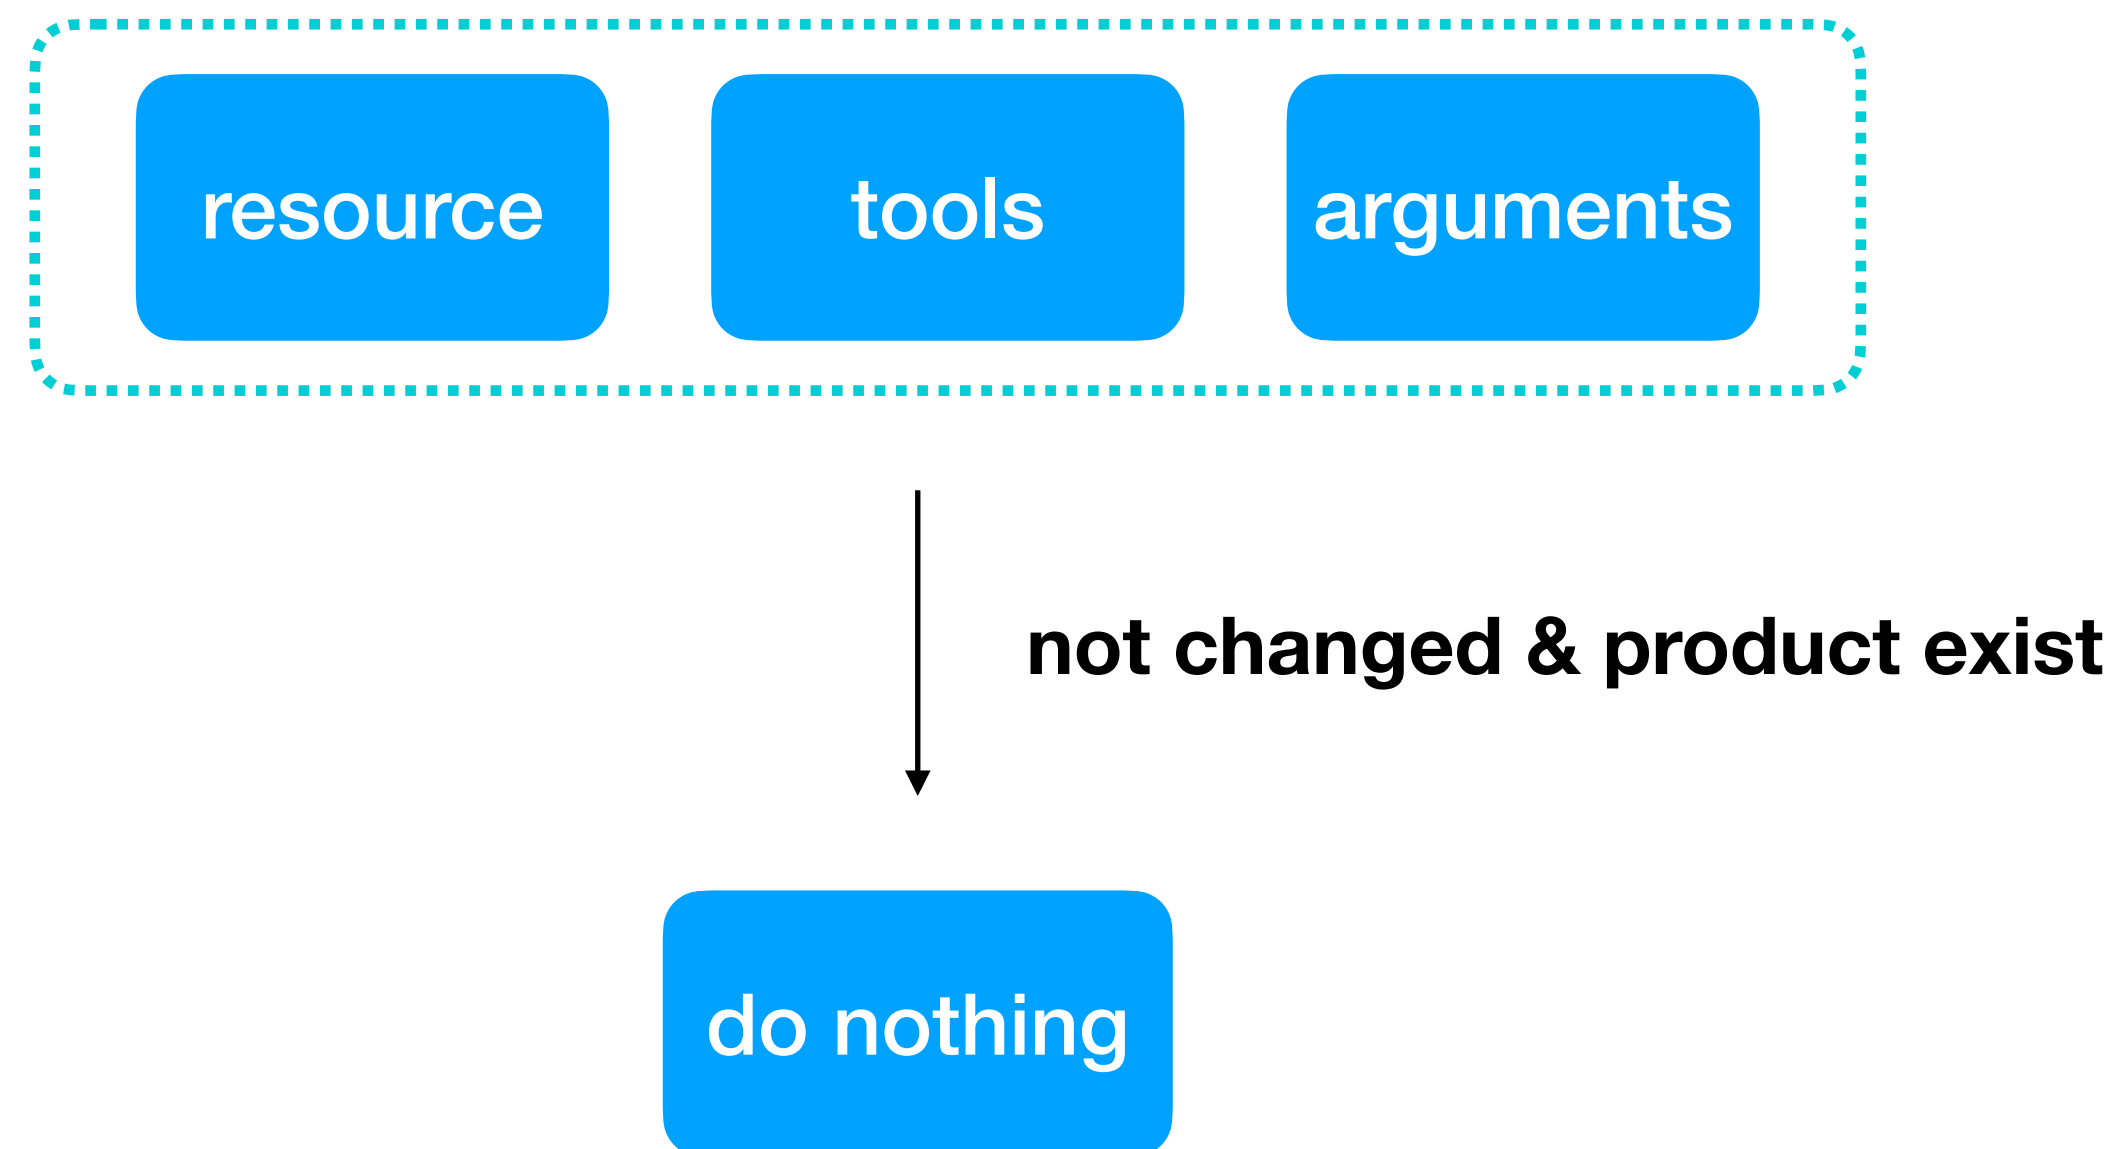 resource
tools
arguments
not changed & product exist
do nothing